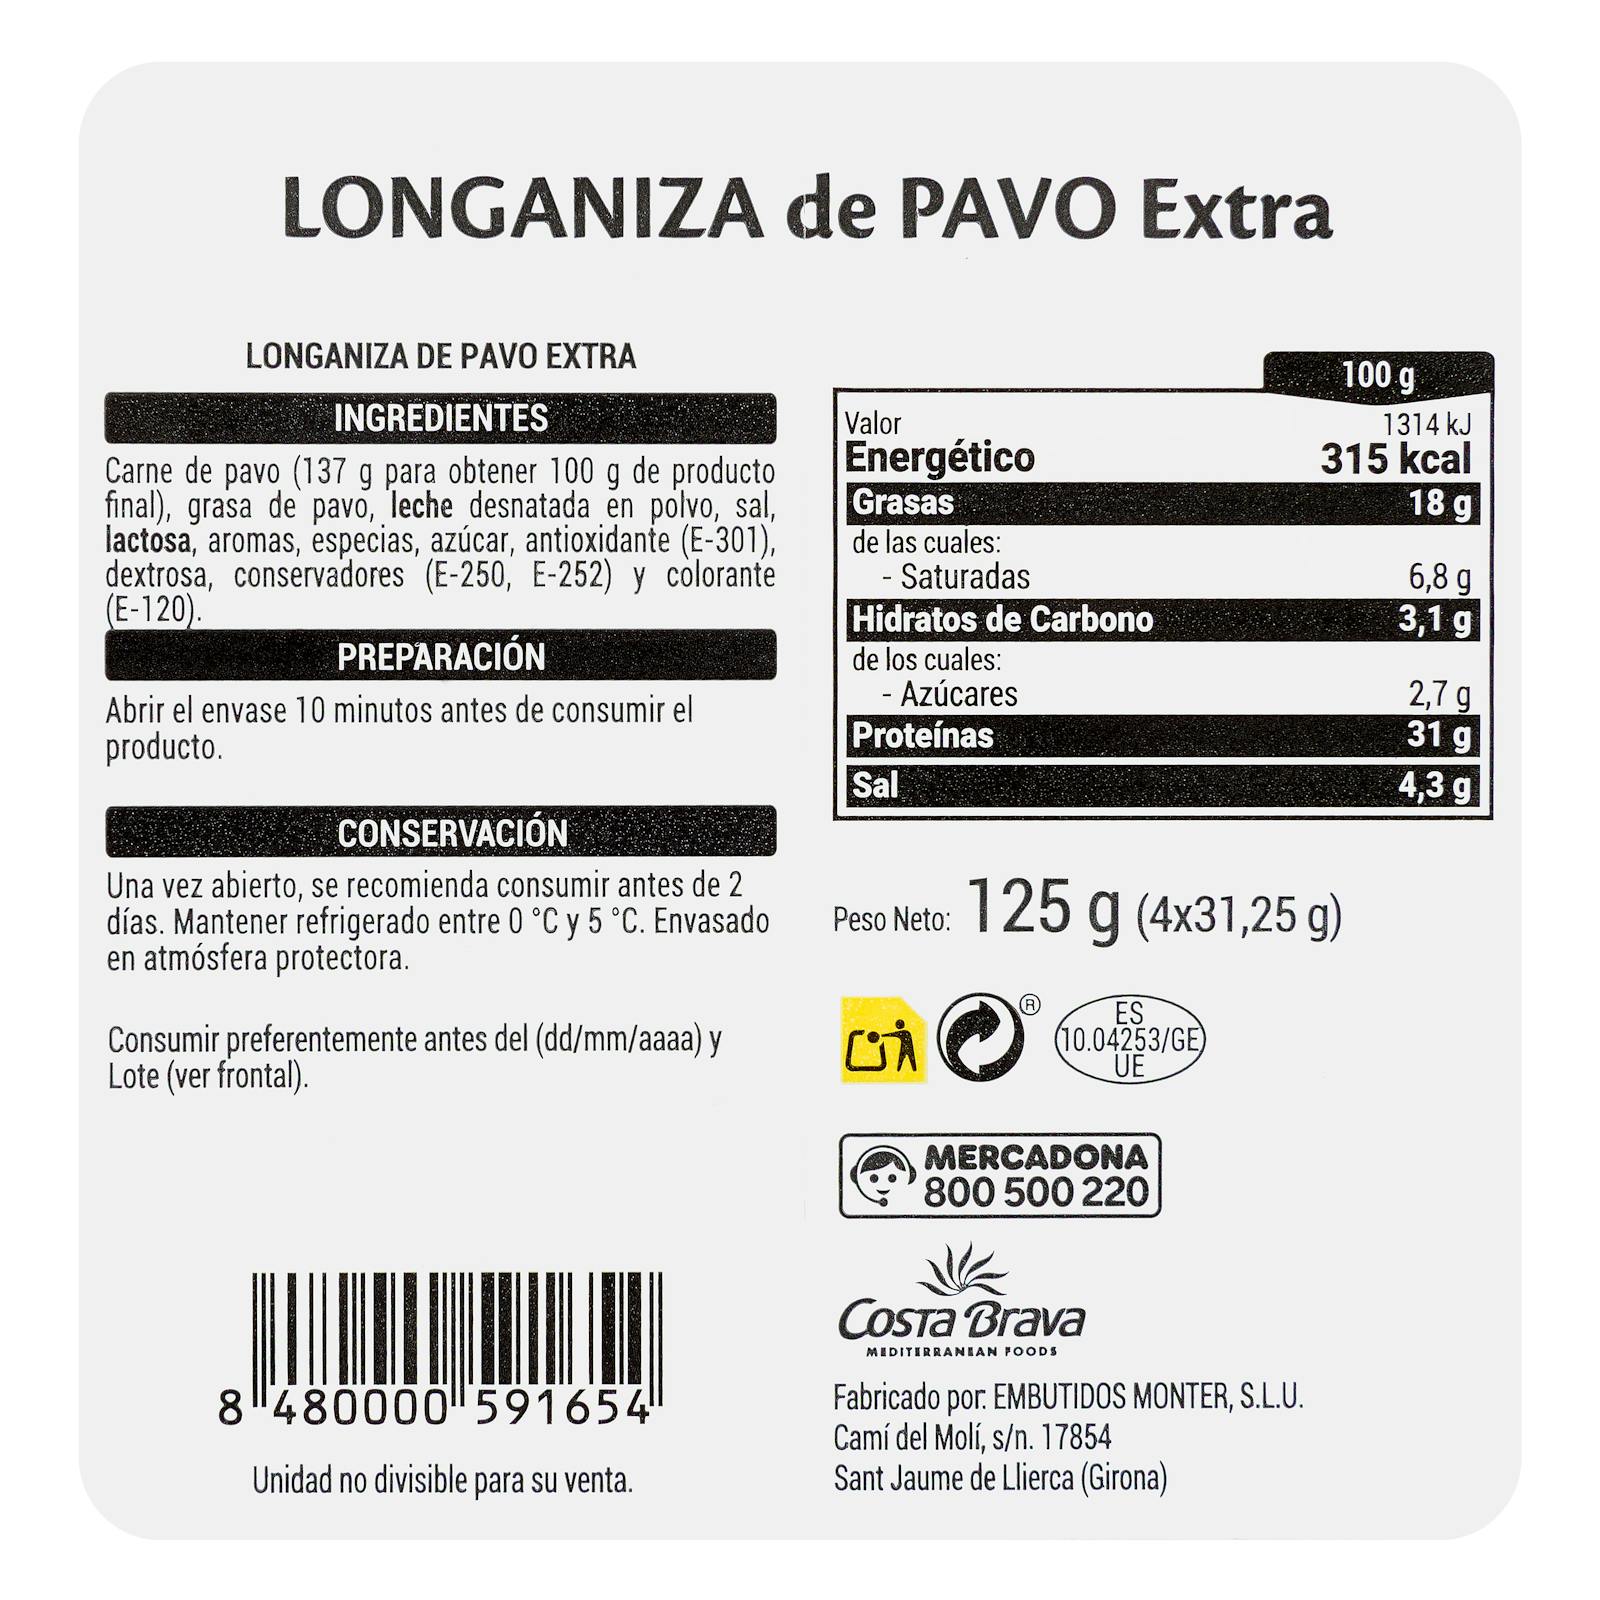 LONGANIZA de PAVO Extra
LONGANIZA DE PAVO EXTRA
INGREDIENTES
Carne de pavo (137 g para obtener 100 g de producto
final), grasa de pavo, leche desnatada en polvo, sal,
lactosa, aromas, especias, azúcar, antioxidante (E-301),
dextrosa, conservadores (E-250, E-252) y colorante
(E-120).
PREPARACIÓN
Abrir el envase 10 minutos antes de consumir el
producto.
CONSERVACIÓN
Una vez abierto, se recomienda consumir antes de 2
días. Mantener refrigerado entre 0 °C y 5 °C. Envasado
en atmósfera protectora.
Consumir preferentemente antes del (dd/mm/aaaa) y
Lote (ver frontal).
8 480000 591654
Unidad no divisible para su venta.
100 g
Valor 1314 kJ
Energético 315 kcal
Grasas 18 g
de las cuales:
- Saturadas 6,8 g
Hidratos de Carbono 3,1 g
de los cuales:
- Azúcares 2,7 g
Proteínas 31 g
Sal 4,3 g
Peso Neto: 125 g (4x31,25 g)
®
ES
10.04253/GE
UE
MERCADONA
800 500 220
Costa Brava
MEDITERRANEAN FOODS
Fabricado por: EMBUTIDOS MONTER, S.L.U.
Camí del Molí, s/n. 17854
Sant Jaume de Llierca (Girona)